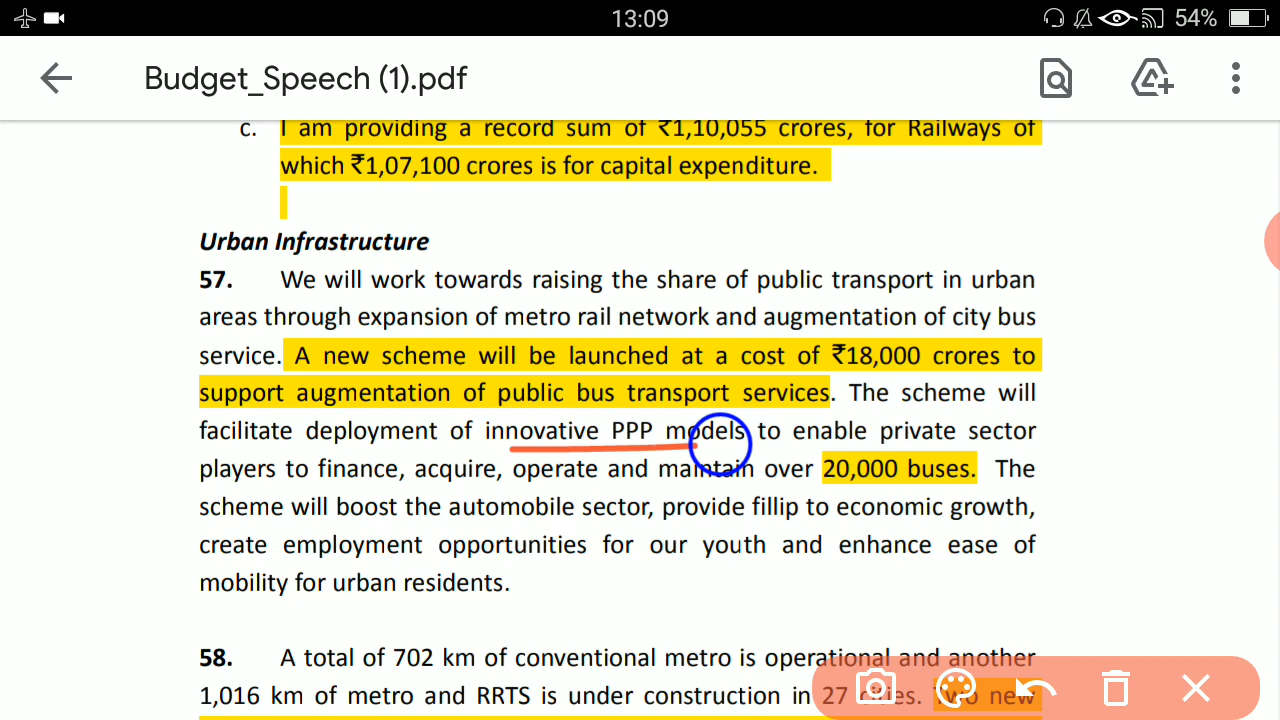 13:09
54%
Budget_Speech (1).pdf
c. I am providing a record sum of ₹1,10,055 crores, for Railways of
which ₹1,07,100 crores is for capital expenditure.
Urban Infrastructure
57. We will work towards raising the share of public transport in urban
areas through expansion of metro rail network and augmentation of city bus
service. A new scheme will be launched at a cost of ₹18,000 crores to
support augmentation of public bus transport services. The scheme will
facilitate deployment of innovative PPP models to enable private sector
players to finance, acquire, operate and maintain over 20,000 buses. The
scheme will boost the automobile sector, provide fillip to economic growth,
create employment opportunities for our youth and enhance ease of
mobility for urban residents.
58. A total of 702 km of conventional metro is operational and another
1,016 km of metro and RRTS is under construction in 27 cities. Two new